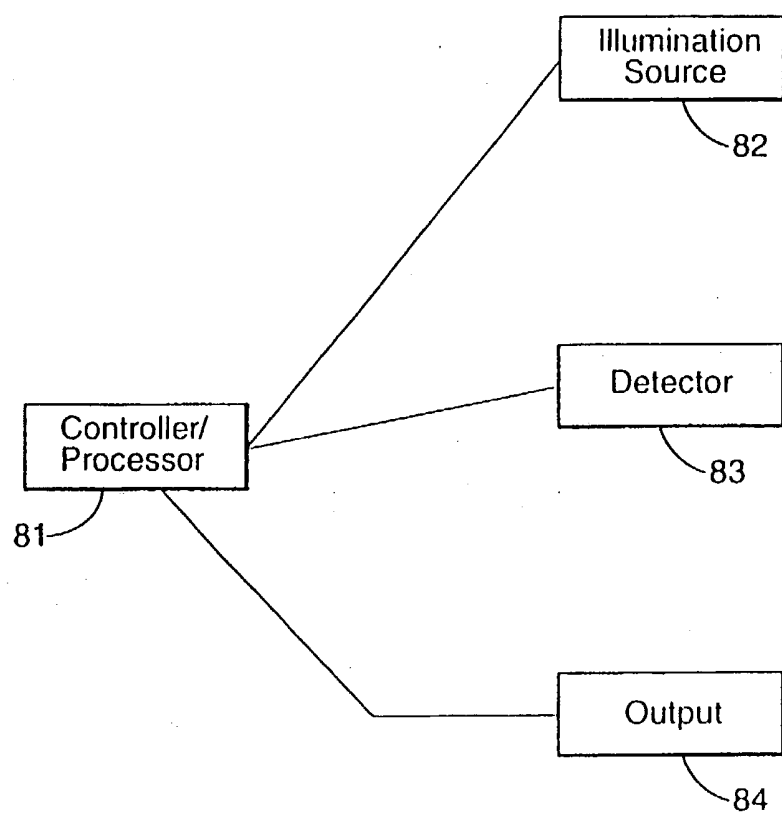 Illumination
Source
82
Detector
83
Controller/
Processor
81
Output
84